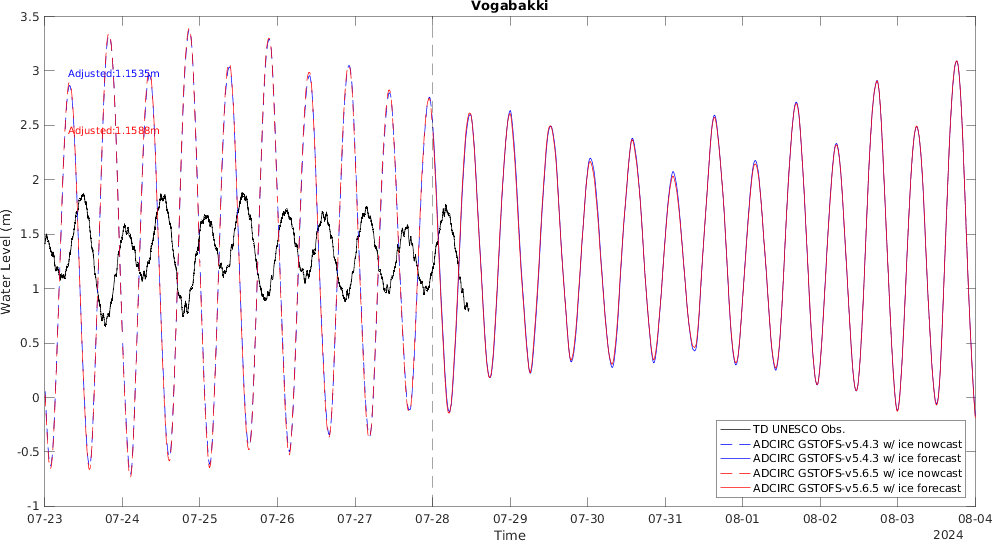 Vogabakki
3.5
3
2.5
2
1.5
1
0.5
0
-0.5
-1
Water Level (m)
Adjusted:1.1535m
Adjusted:1.1588m
TD UNESCO Obs.
ADCIRC GSTOFS-v5.4.3 w/ ice nowcast
ADCIRC GSTOFS-v5.4.3 w/ ice forecast
ADCIRC GSTOFS-v5.6.5 w/ ice nowcast
ADCIRC GSTOFS-v5.6.5 w/ ice forecast
07-23 07-24 07-25 07-26 07-27 07-28 07-29 07-30 07-31 08-01 08-02 08-03 08-04
Time
2024